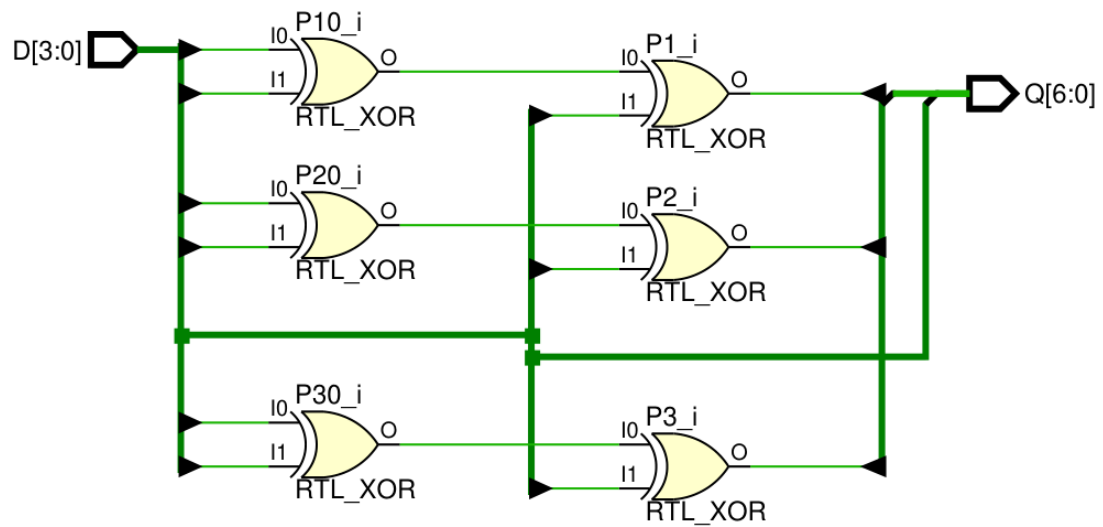 D[3:0]
P10_i
I0
I1
O
RTL_XOR
P1_i
I0
I1
O
RTL_XOR
Q[6:0]
P20_i
I0
I1
O
RTL_XOR
P2_i
I0
I1
O
RTL_XOR
P30_i
I0
I1
O
RTL_XOR
P3_i
I0
I1
O
RTL_XOR